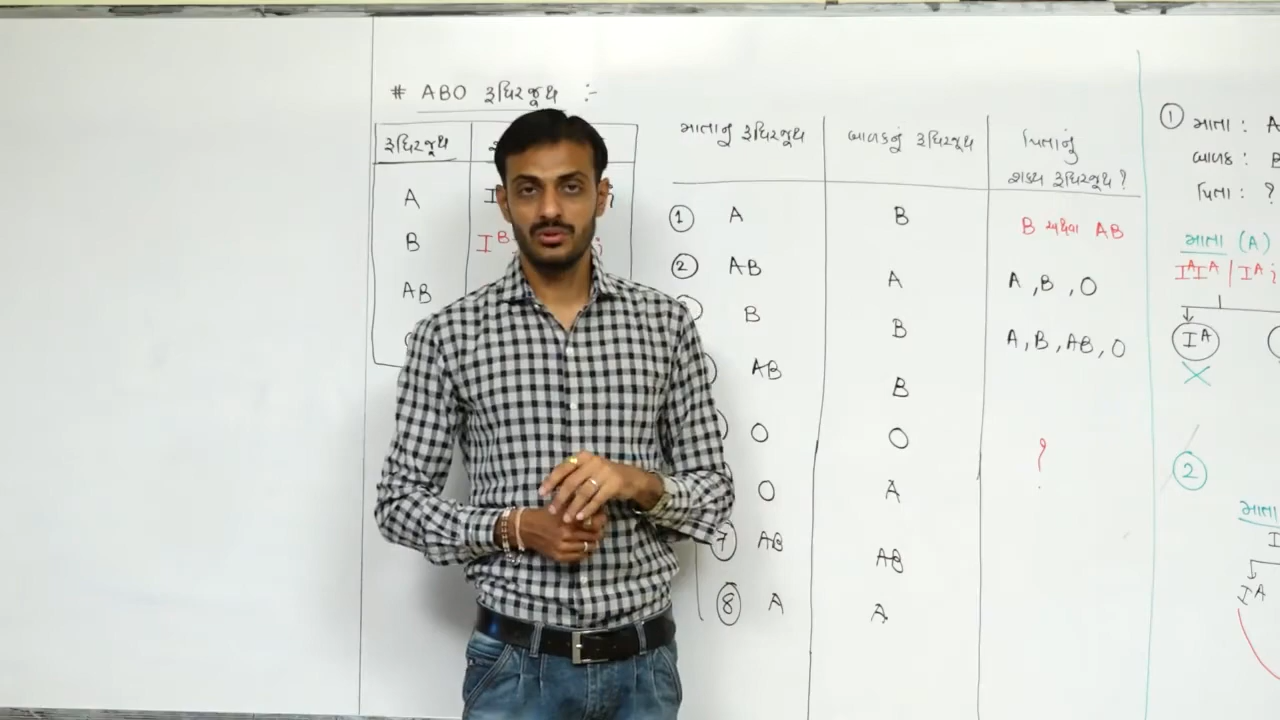 # ABO રૂધિરજૂથ :-
રૂધિરજૂથ
A
B I^B i
AB
માતાનું રૂધિરજૂથ બાળકનું રૂધિરજૂથ પિતાનું શક્ય રૂધિરજૂથ ?
① A B B અથવા AB
② AB A A , B , O
B B A, B, AB, O
AB B
O O ?
O A
⑦ AB AB
⑧ A A
① માતા : A
બાળક : B
પિતા : ?
માતા (A)
I^A I^A | I^A i
I^A
②
માતા
I^A